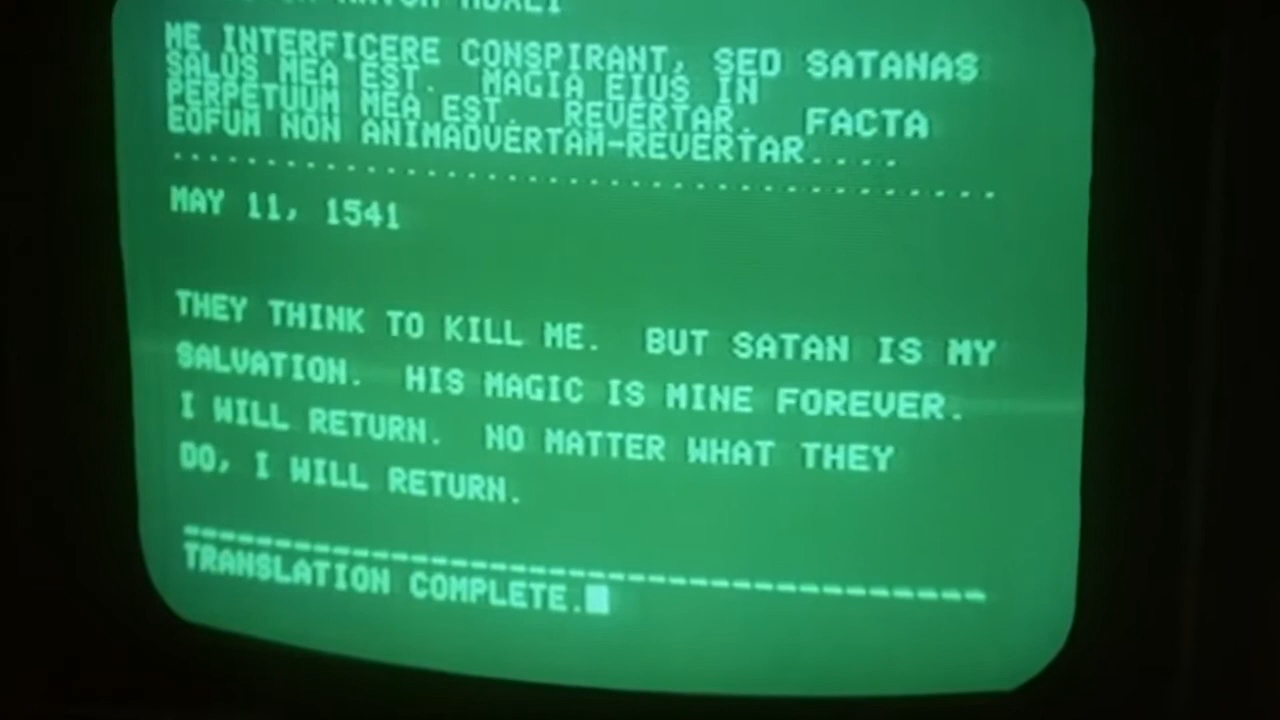 ME INTERFICERE CONSPIRANT, SED SATANAS
SALUS MEA EST. MAGIA EIUS IN
PERPETUUM MEA EST. REVERTAR. FACTA
EOFUM NON ANIMADVERTAM-REVERTAR....
MAY 11, 1541
THEY THINK TO KILL ME. BUT SATAN IS MY
SALVATION. HIS MAGIC IS MINE FOREVER.
I WILL RETURN. NO MATTER WHAT THEY
DO, I WILL RETURN.
TRANSLATION COMPLETE.